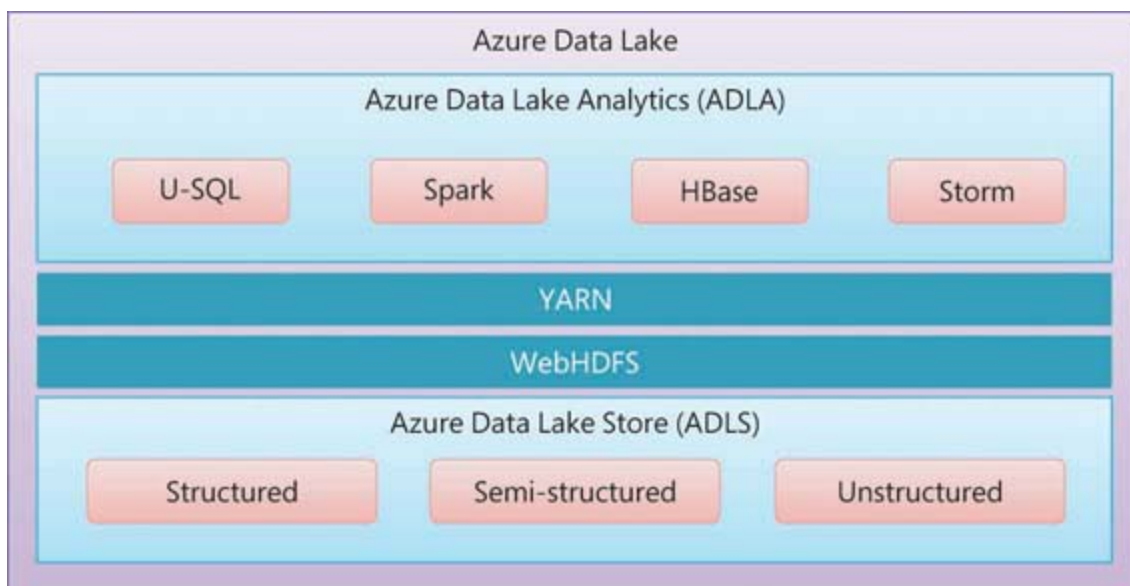 Azure Data Lake
Azure Data Lake Analytics (ADLA)
U-SQL Spark HBase Storm
YARN
WebHDFS
Azure Data Lake Store (ADLS)
Structured Semi-structured Unstructured